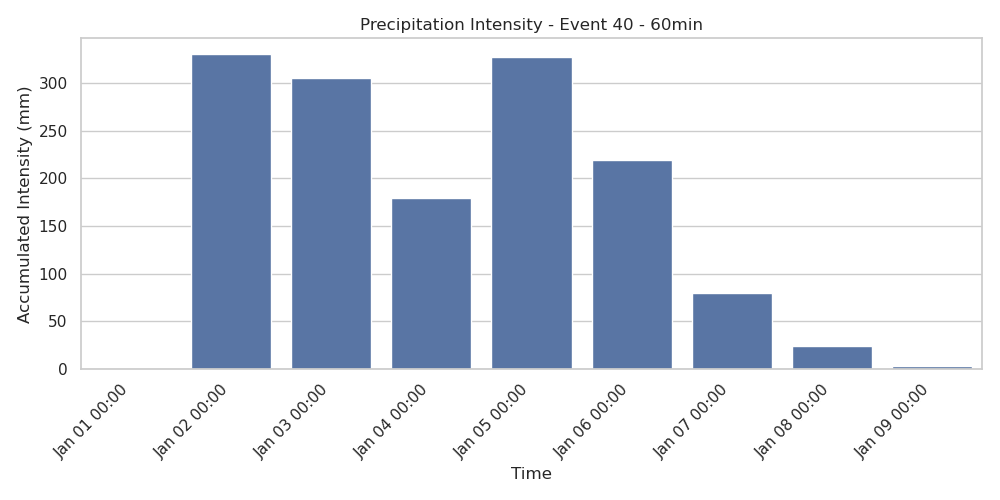 Precipitation Intensity - Event 40 - 60min
Accumulated Intensity (mm)
300
250
200
150
100
50
0
Jan 01 00:00
Jan 02 00:00
Jan 03 00:00
Jan 04 00:00
Jan 05 00:00
Jan 06 00:00
Jan 07 00:00
Jan 08 00:00
Jan 09 00:00
Time